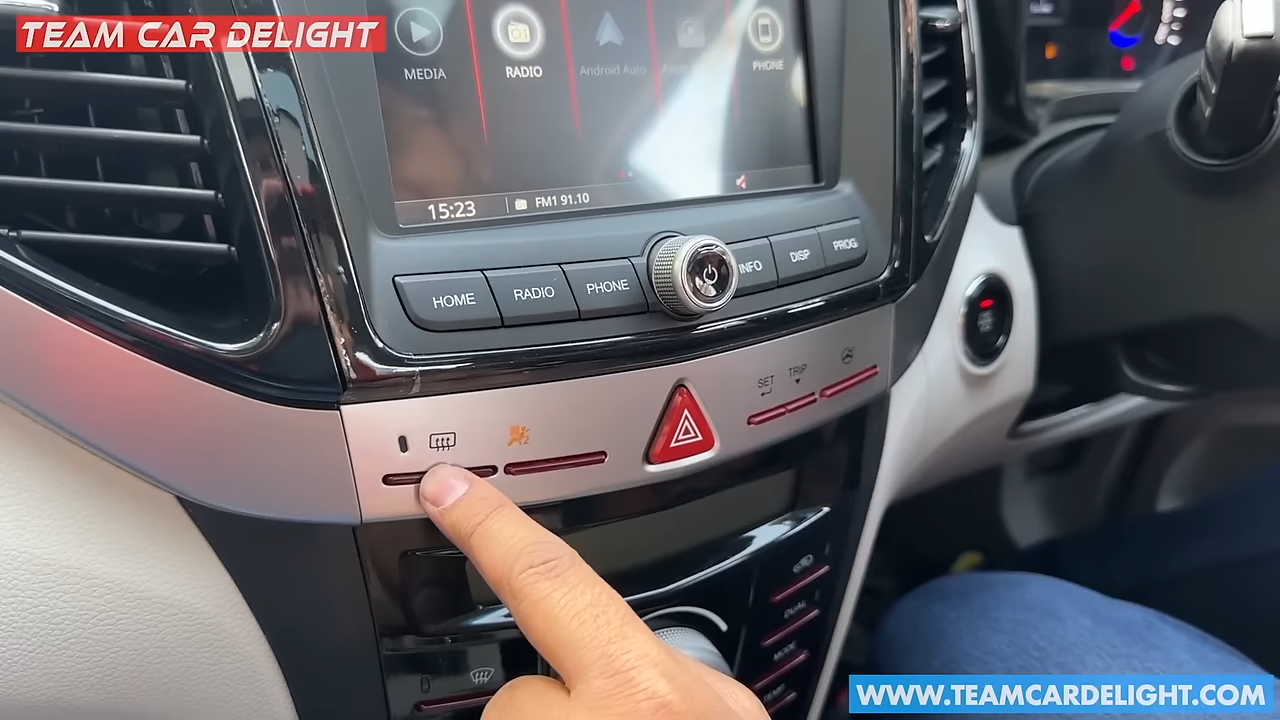 TEAM CAR DELIGHT
MEDIA
RADIO
Android Auto
PHONE
15:23
FM1 91.10
HOME
RADIO
PHONE
INFO
DISP
PROG
SET
TRIP
DUAL
MODE
TEMP
WWW.TEAMCARDELIGHT.COM